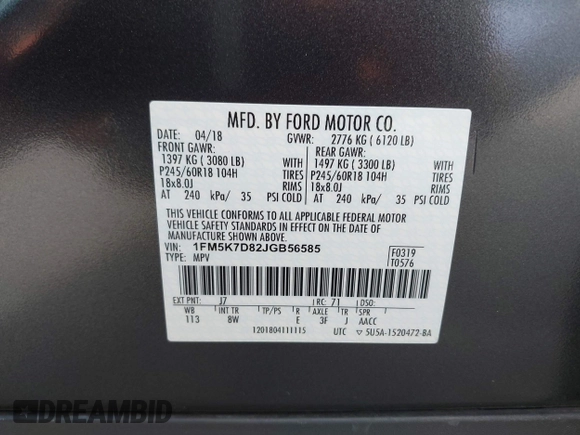 MFD. BY FORD MOTOR CO.
DATE: 04/18 GVWR: 2776 KG ( 6120 LB)
FRONT GAWR: REAR GAWR:
1397 KG ( 3080 LB) WITH 1497 KG ( 3300 LB) WITH
P245/60R18 104H TIRES P245/60R18 104H TIRES
18x8.0J RIMS 18x8.0J RIMS
AT 240 kPa/ 35 PSI COLD AT 240 kPa/ 35 PSI COLD
THIS VEHICLE CONFORMS TO ALL APPLICABLE FEDERAL MOTOR
VEHICLE SAFETY STANDARDS IN EFFECT ON THE DATE OF
MANUFACTURE SHOWN ABOVE.
VIN: 1FM5K7D82JGB56585 F0319
TYPE: MPV T0576
EXT PNT: J7 RC: 71 DSO:
WB INT TR TP/PS R AXLE TR SPR
113 8W E 3F J AACC
1201804111115 UTC ▽ 5U5A-1520472-BA
DREAMBID